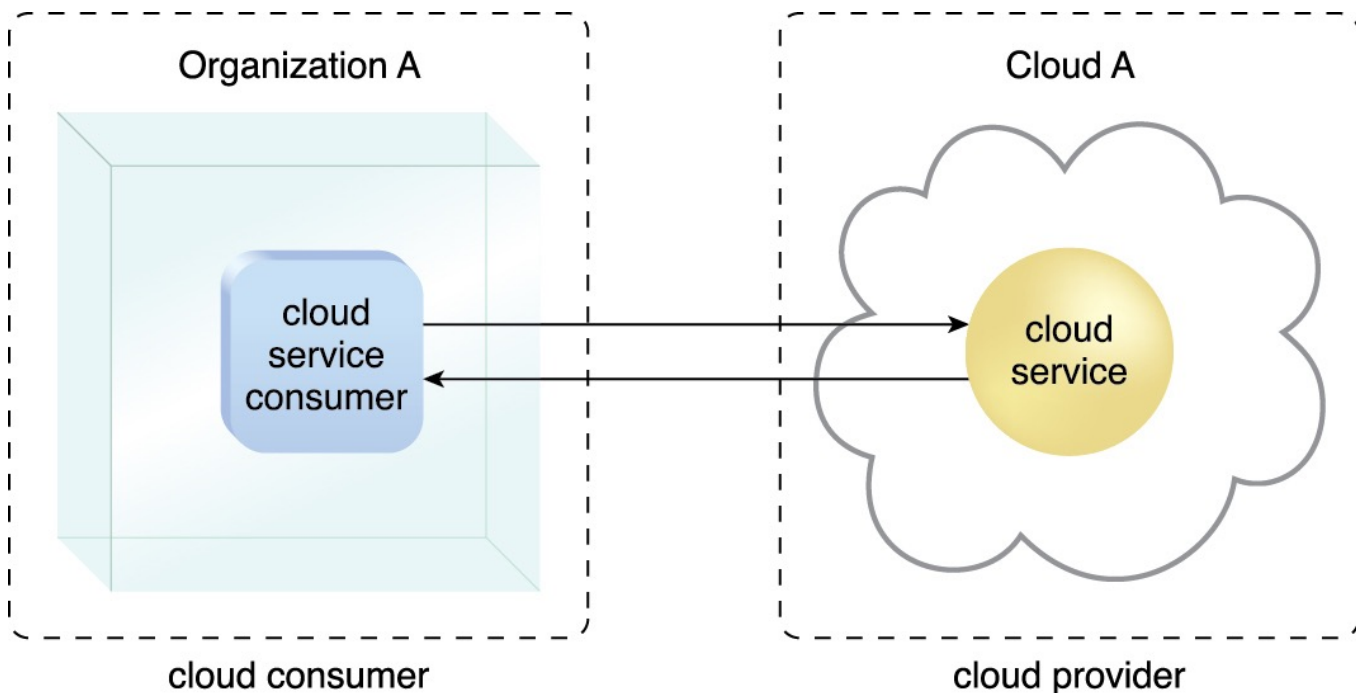 Organization A
cloud
service
consumer
cloud consumer
Cloud A
cloud
service
cloud provider